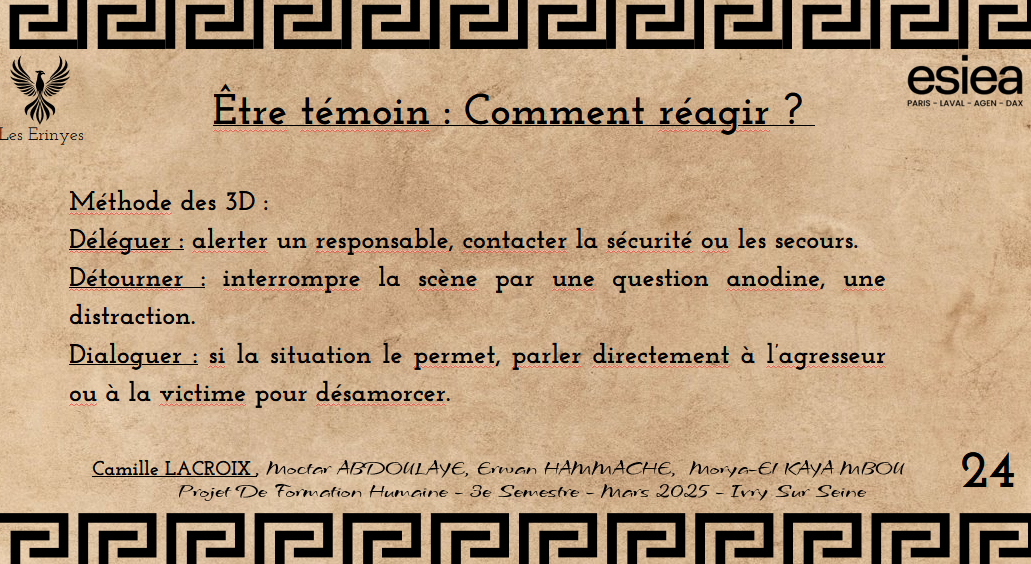 esiea
PARIS - LAVAL - AGEN - DAX
Les Erinyes
Être témoin : Comment réagir ?
Méthode des 3D :
Déléguer : alerter un responsable, contacter la sécurité ou les secours.
Détourner : interrompre la scène par une question anodine, une
distraction.
Dialoguer : si la situation le permet, parler directement à l'agresseur
ou à la victime pour désamorcer.
Camille LACROIX , Moctar ABDOULAYE, Erwan HAMMACHE, Morya-El KAYA MBOU
Projet De Formation Humaine - 3e Semestre - Mars 2025 - Ivry Sur Seine
24